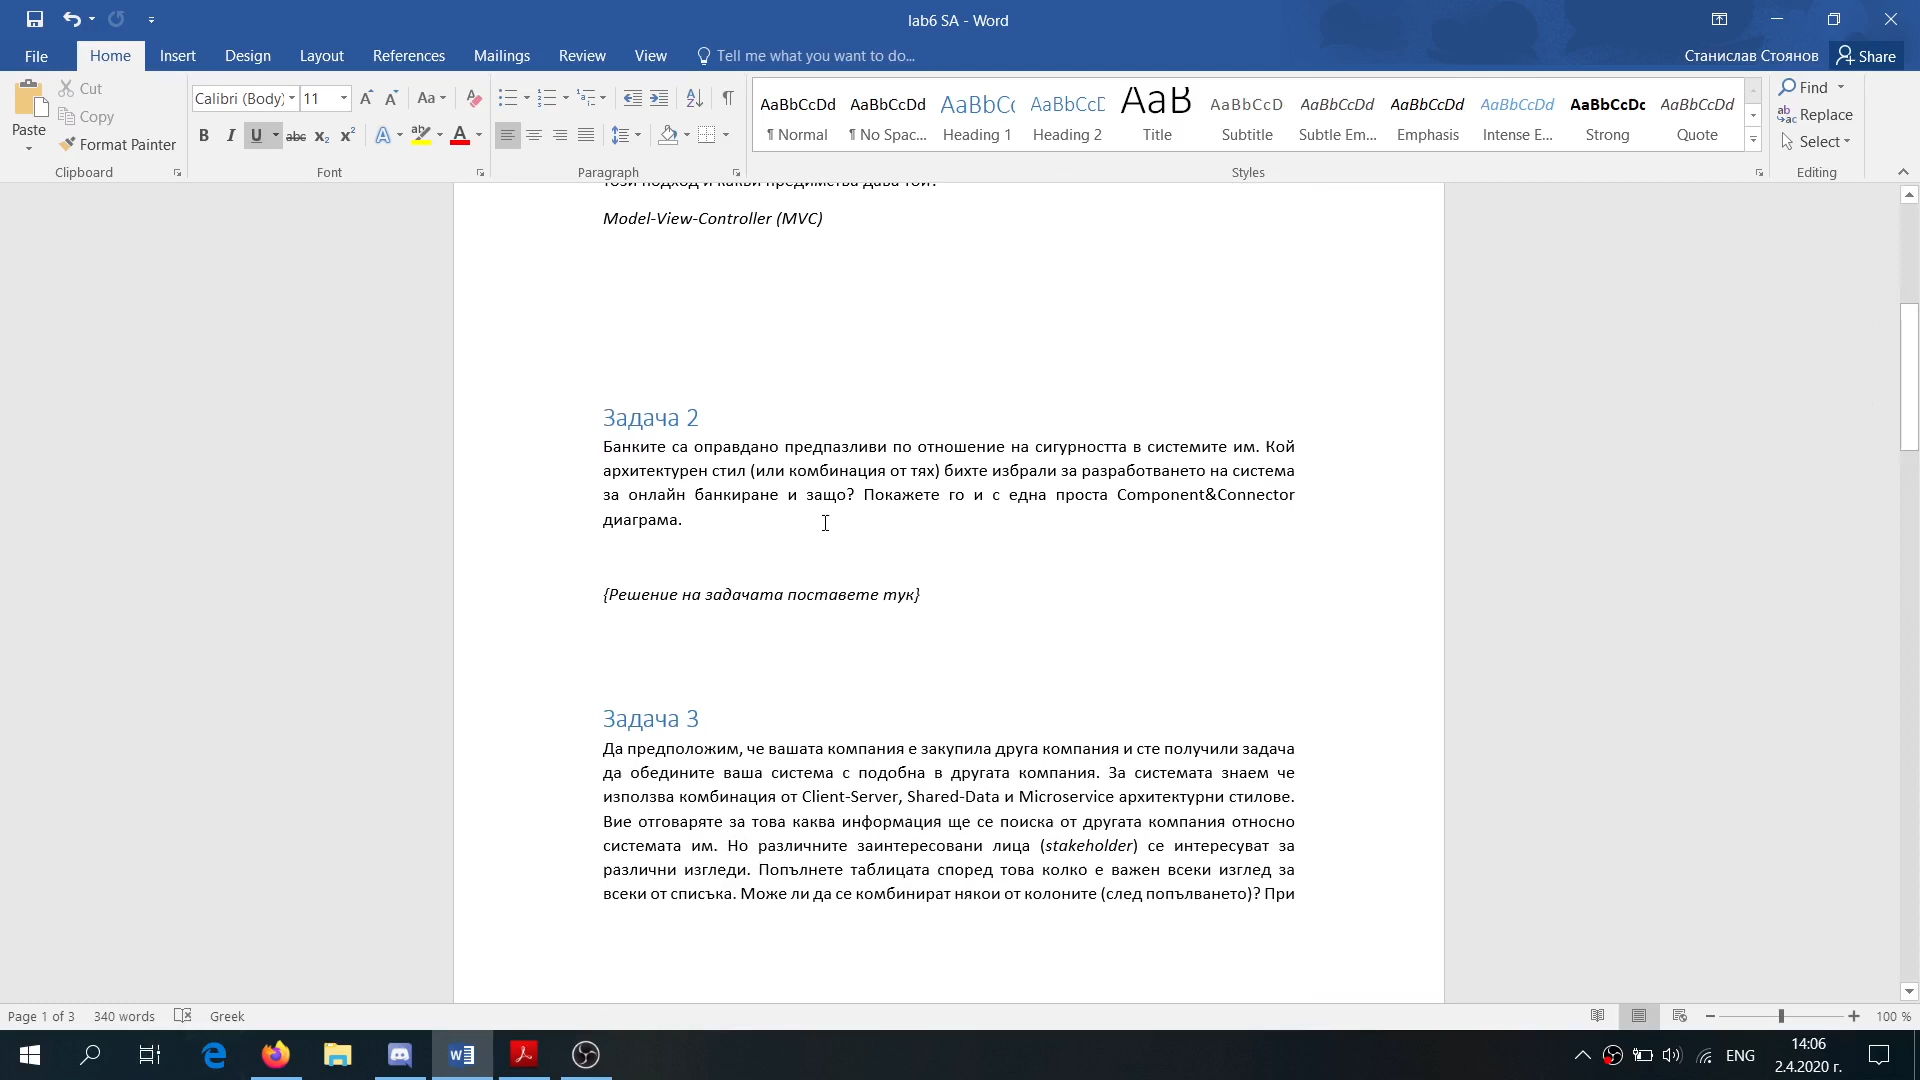 lab6 SA - Word
File
Home
Insert
Design
Layout
References
Mailings
Review
View
Tell me what you want to do...
Станислав Стоянов
Share
Paste
Cut
Copy
Format Painter
Clipboard
Calibri (Body)
11
Font
Paragraph
AaBbCcDd
¶ Normal
AaBbCcDd
¶ No Spac...
AaBbCc
Heading 1
AaBbCcD
Heading 2
AaB
Title
AaBbCcD
Subtitle
AaBbCcDd
Subtle Em...
AaBbCcDd
Emphasis
AaBbCcDd
Intense E...
AaBbCcDc
Strong
AaBbCcDd
Quote
Styles
Find
Replace
Select
Editing
този подход и какви предимства дава той?
Model-View-Controller (MVC)
Задача 2
Банките са оправдано предпазливи по отношение на сигурността в системите им. Кой
архитектурен стил (или комбинация от тях) бихте избрали за разработването на система
за онлайн банкиране и защо? Покажете го и с една проста Component&Connector
диаграма.
{Решение на задачата поставете тук}
Задача 3
Да предположим, че вашата компания е закупила друга компания и сте получили задача
да обедините ваша система с подобна в другата компания. За системата знаем че
използва комбинация от Client-Server, Shared-Data и Microservice архитектурни стилове.
Вие отговаряте за това каква информация ще се поиска от другата компания относно
системата им. Но различните заинтересовани лица (stakeholder) се интересуват за
различни изгледи. Попълнете таблицата според това колко е важен всеки изглед за
всеки от списъка. Може ли да се комбинират някои от колоните (след попълването)? При
Page 1 of 3
340 words
Greek
100 %
ENG
14:06
2.4.2020 г.